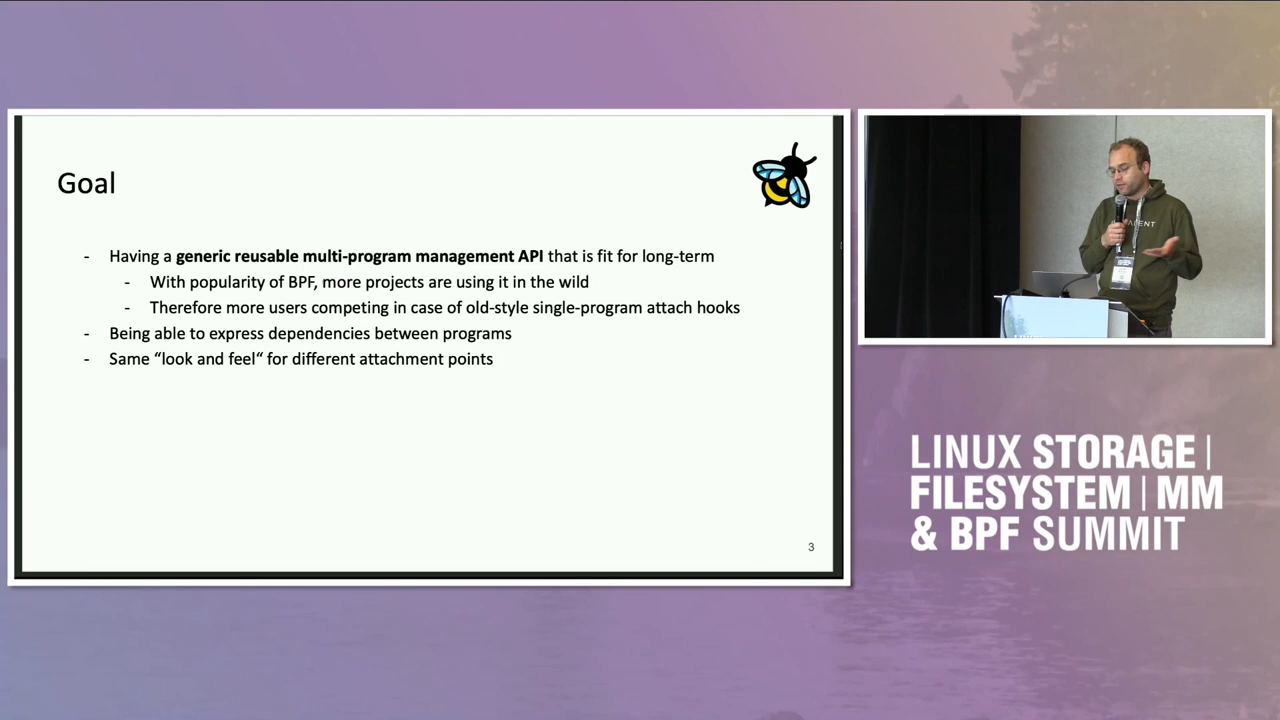 Goal
- Having a generic reusable multi-program management API that is fit for long-term
- With popularity of BPF, more projects are using it in the wild
- Therefore more users competing in case of old-style single-program attach hooks
- Being able to express dependencies between programs
- Same “look and feel“ for different attachment points
3
LINUX STORAGE |
FILESYSTEM | MM
& BPF SUMMIT